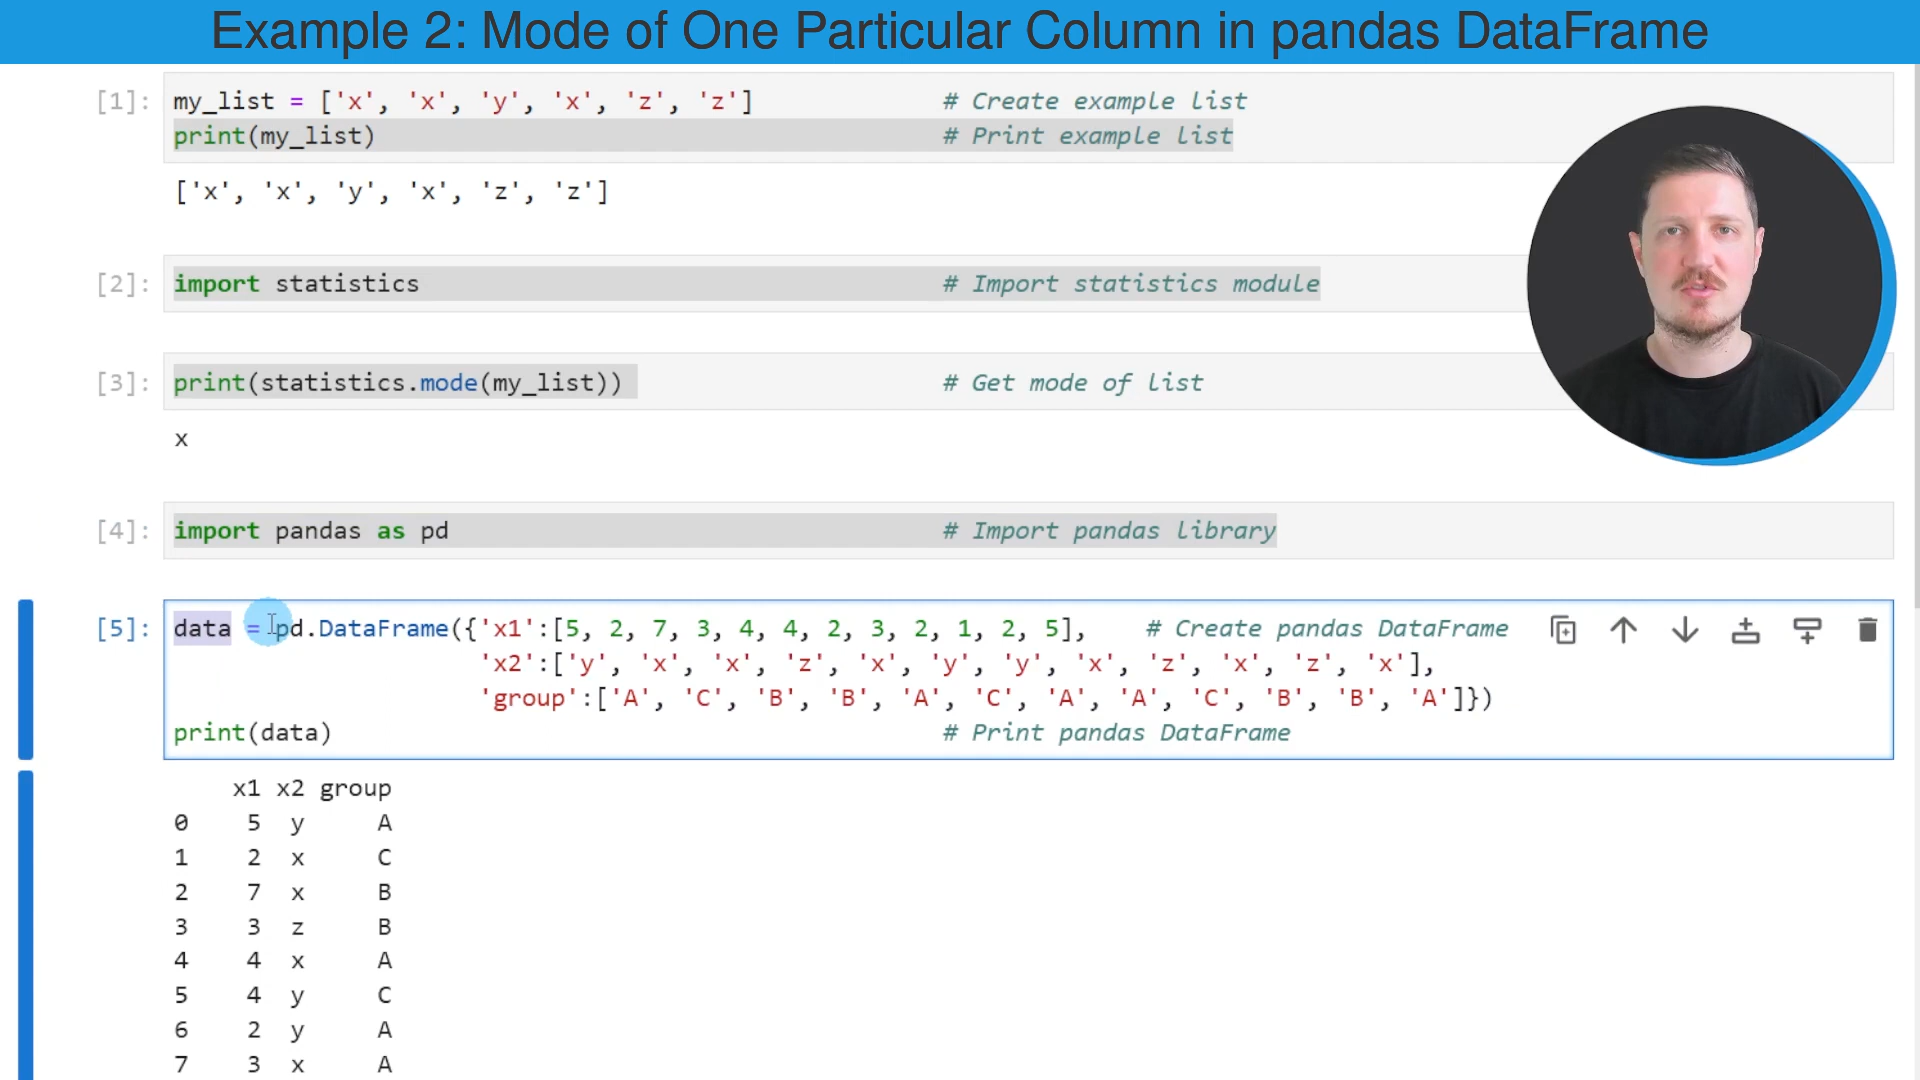 Example 2: Mode of One Particular Column in pandas DataFrame
[1]: my_list = ['x', 'x', 'y', 'x', 'z', 'z'] # Create example list
print(my_list) # Print example list
['x', 'x', 'y', 'x', 'z', 'z']
[2]: import statistics # Import statistics module
[3]: print(statistics.mode(my_list)) # Get mode of list
x
[4]: import pandas as pd # Import pandas library
[5]: data = pd.DataFrame({'x1':[5, 2, 7, 3, 4, 4, 2, 3, 2, 1, 2, 5], # Create pandas DataFrame
'x2':['y', 'x', 'x', 'z', 'x', 'y', 'y', 'x', 'z', 'x', 'z', 'x'],
'group':['A', 'C', 'B', 'B', 'A', 'C', 'A', 'A', 'C', 'B', 'B', 'A']})
print(data) # Print pandas DataFrame
x1 x2 group
0 5 y A
1 2 x C
2 7 x B
3 3 z B
4 4 x A
5 4 y C
6 2 y A
7 3 x A